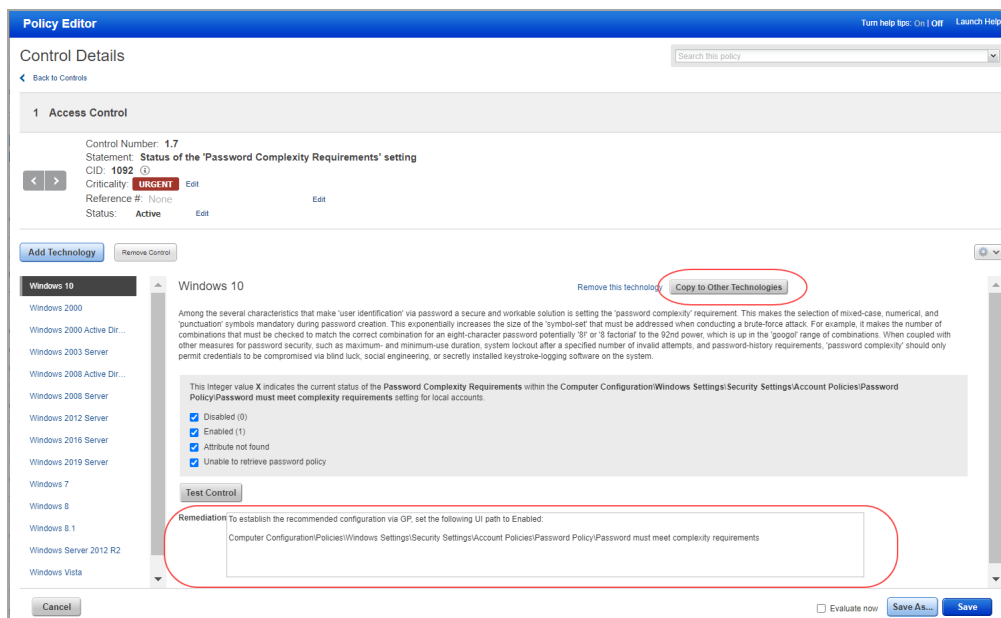 Policy Editor
Turn help tips: On | Off Launch Help
Control Details
Search this policy
Back to Controls
1 Access Control
Control Number: 1.7
Statement: Status of the 'Password Complexity Requirements' setting
CID: 1092
Criticality: URGENT Edit
Reference #: None Edit
Status: Active Edit
Add Technology Remove Control
Windows 10
Windows 2000
Windows 2000 Active Dir...
Windows 2003 Server
Windows 2008 Active Dir...
Windows 2008 Server
Windows 2012 Server
Windows 2016 Server
Windows 2019 Server
Windows 7
Windows 8
Windows 8.1
Windows Server 2012 R2
Windows Vista
Windows 10 Remove this technology Copy to Other Technologies
Among the several characteristics that make 'user identification' via password a secure and workable solution is setting the 'password complexity' requirement. This makes the selection of mixed-case, numerical, and
'punctuation' symbols mandatory during password creation. This exponentially increases the size of the 'symbol-set' that must be addressed when conducting a brute-force attack. For example, it makes the number of
combinations that must be checked to match the correct combination for an eight-character password potentially '8!' or '8 factorial' to the 92nd power, which is up in the 'googol' range of combinations. When coupled with
other measures for password security, such as maximum- and minimum-use duration, system lockout after a specified number of invalid attempts, and password-history requirements, 'password complexity' should only
permit credentials to be compromised via blind luck, social engineering, or secretly installed keystroke-logging software on the system.
This Integer value X indicates the current status of the Password Complexity Requirements within the Computer Configuration\Windows Settings\Security Settings\Account Policies\Password
Policy\Password must meet complexity requirements setting for local accounts.
Disabled (0)
Enabled (1)
Attribute not found
Unable to retrieve password policy
Test Control
Remediation To establish the recommended configuration via GP, set the following UI path to Enabled:
Computer Configuration\Policies\Windows Settings\Security Settings\Account Policies\Password Policy\Password must meet complexity requirements
Cancel Evaluate now Save As... Save